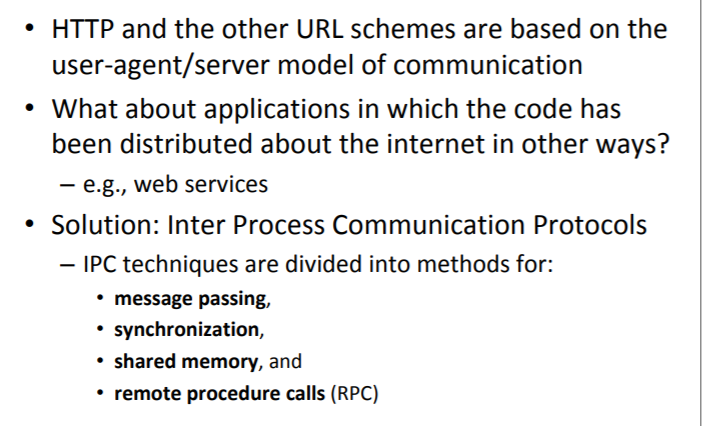 • HTTP and the other URL schemes are based on the
user-agent/server model of communication
• What about applications in which the code has
been distributed about the internet in other ways?
– e.g., web services
• Solution: Inter Process Communication Protocols
– IPC techniques are divided into methods for:
• message passing,
• synchronization,
• shared memory, and
• remote procedure calls (RPC)